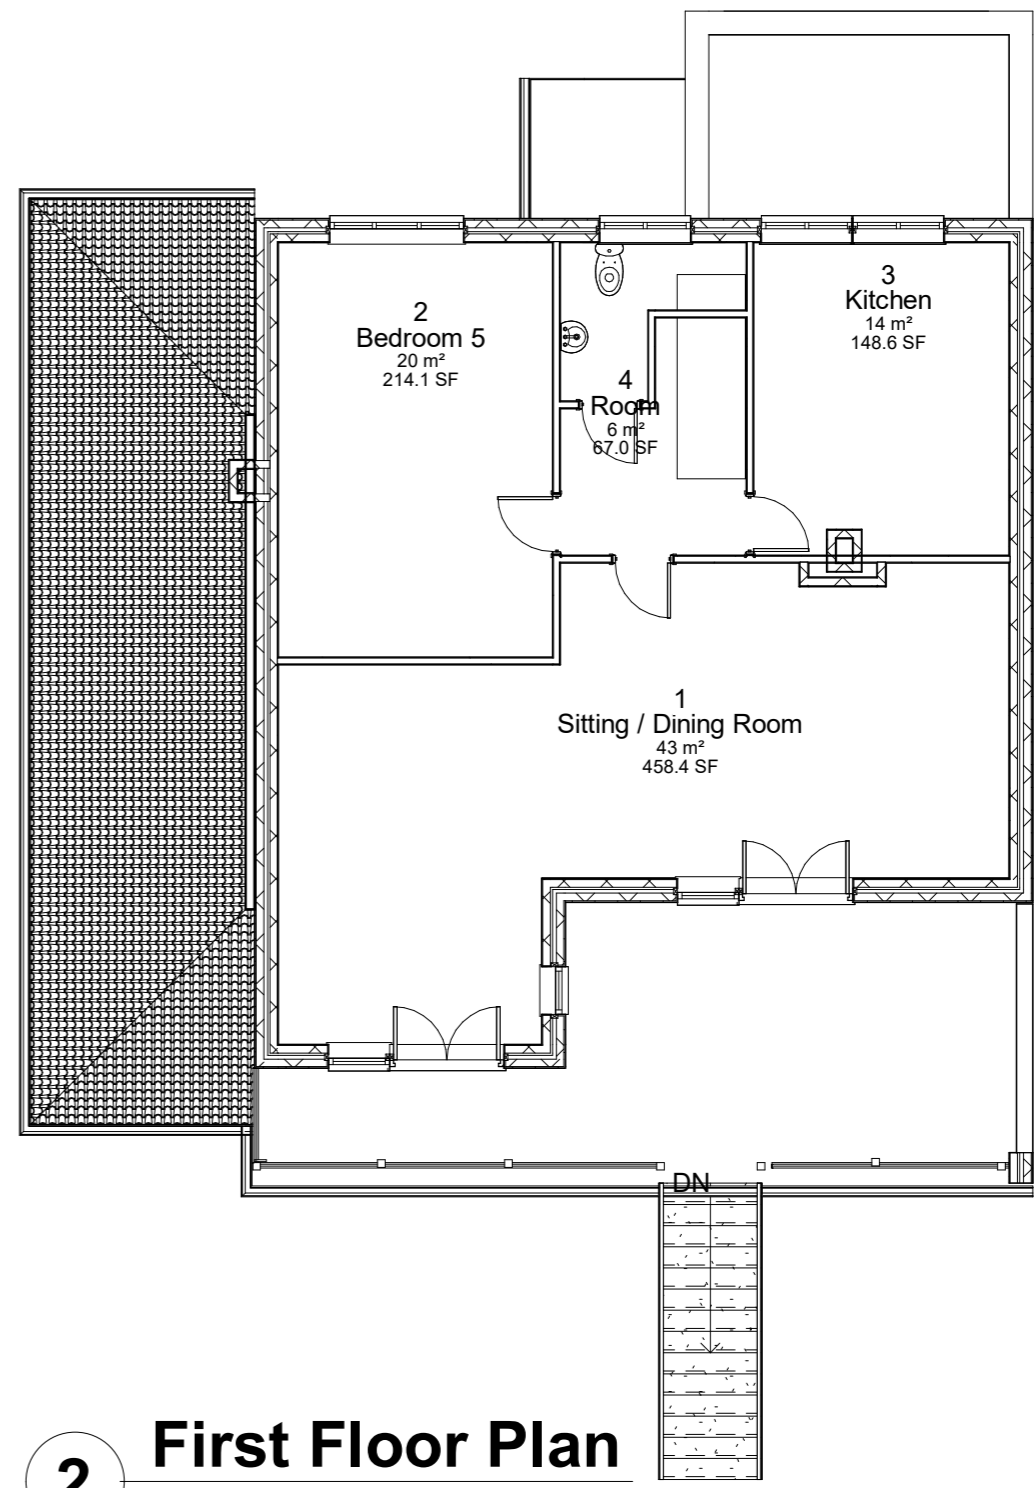 2
Bedroom 5
20 m²
214.1 SF
3
Kitchen
14 m²
148.6 SF
4
Room
6 m²
67.0 SF
1
Sitting / Dining Room
43 m²
458.4 SF
DN
2
First Floor Plan